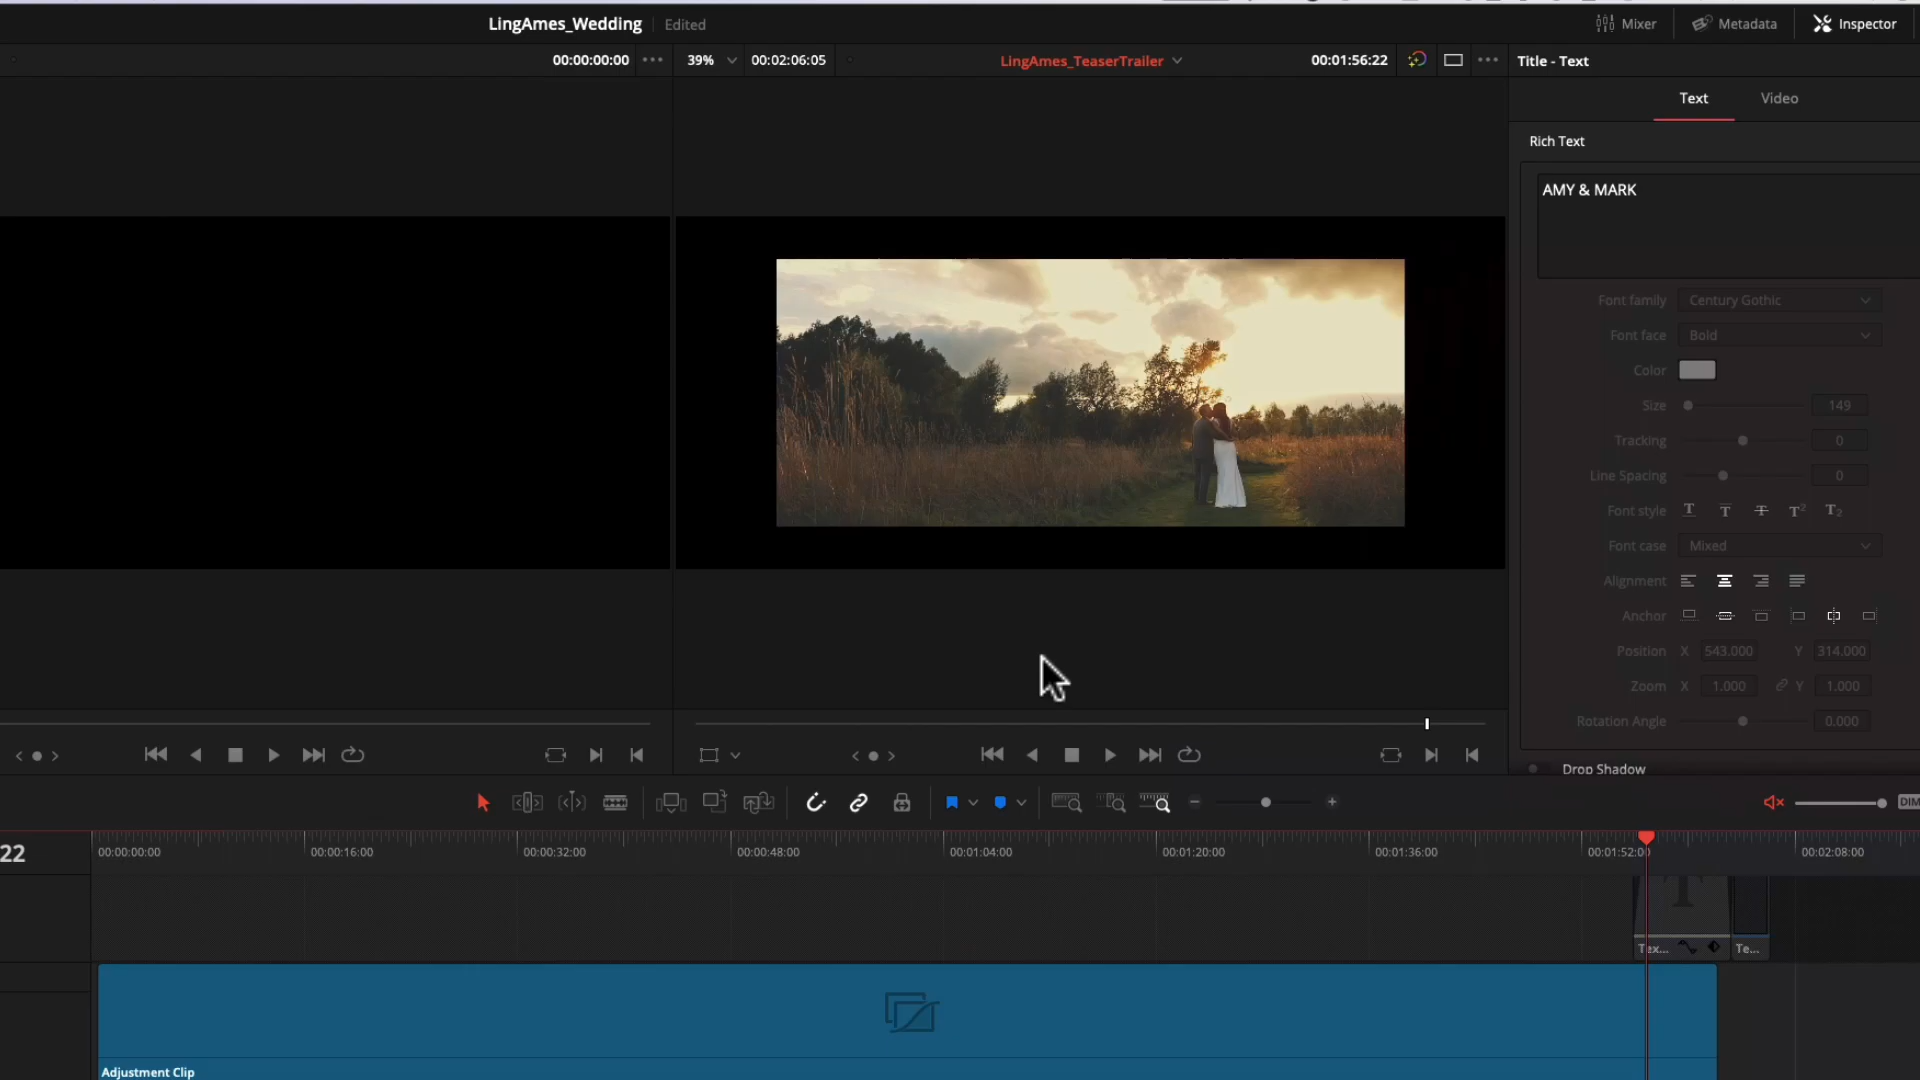 LingAmes_Wedding Edited Mixer Metadata Inspector
00:00:00:00 39% 00:02:06:05 LingAmes_TeaserTrailer 00:01:56:22 Title - Text
Text Video
Rich Text
AMY & MARK
Font family Century Gothic
Font face Bold
Color
Size 149
Tracking 0
Line Spacing 0
Font style T T T T2 T2
Font case Mixed
Alignment
Anchor
Position X 543.000 Y 314.000
Zoom X 1.000 Y 1.000
Rotation Angle 0.000
Drop Shadow
DIM
22 00:00:00:00 00:00:16:00 00:00:32:00 00:00:48:00 00:01:04:00 00:01:20:00 00:01:36:00 00:01:52:00 00:02:08:00
T
Tex... Te...
Adjustment Clip